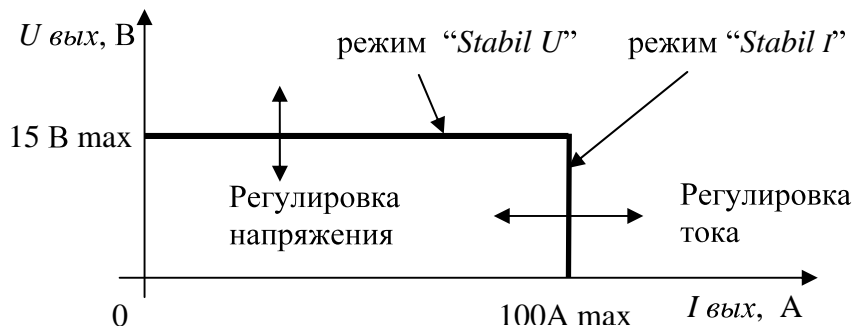 U вых, В
режим “Stabil U”
режим “Stabil I”
15 В max
Регулировка
напряжения
Регулировка
тока
0
100А max
I вых, А